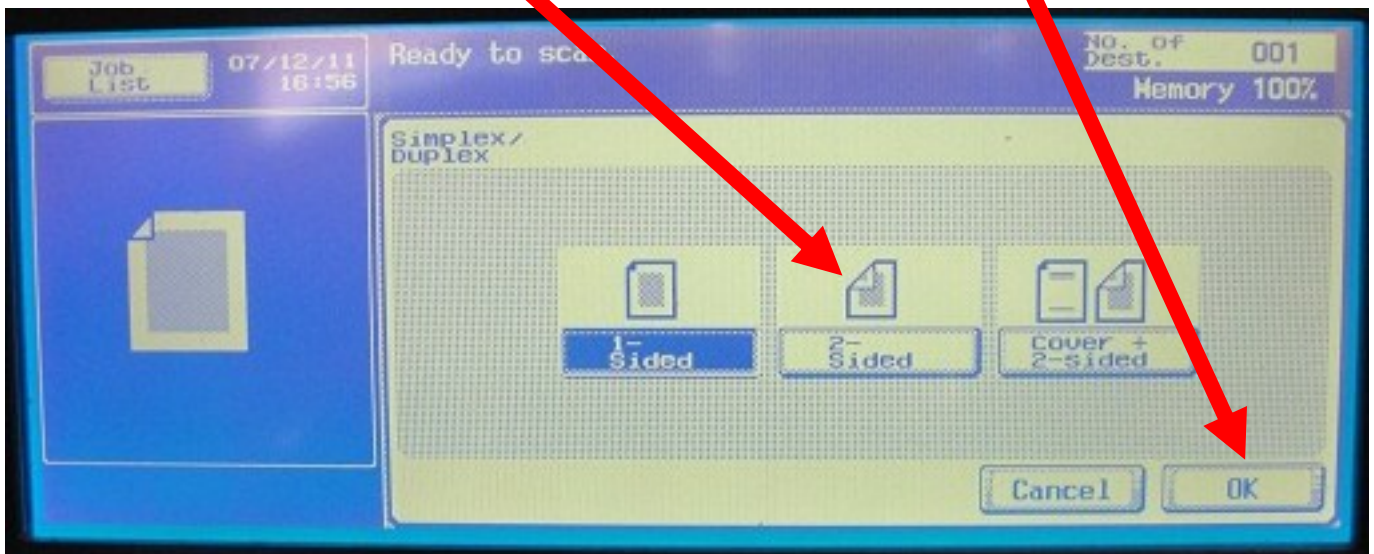 Job
List
07/12/11
16:56
Ready to sca
No. of
Dest.
001
Memory 100%
Simplex/
Duplex
1-
Sided
2-
Sided
Cover +
2-sided
Cancel
OK